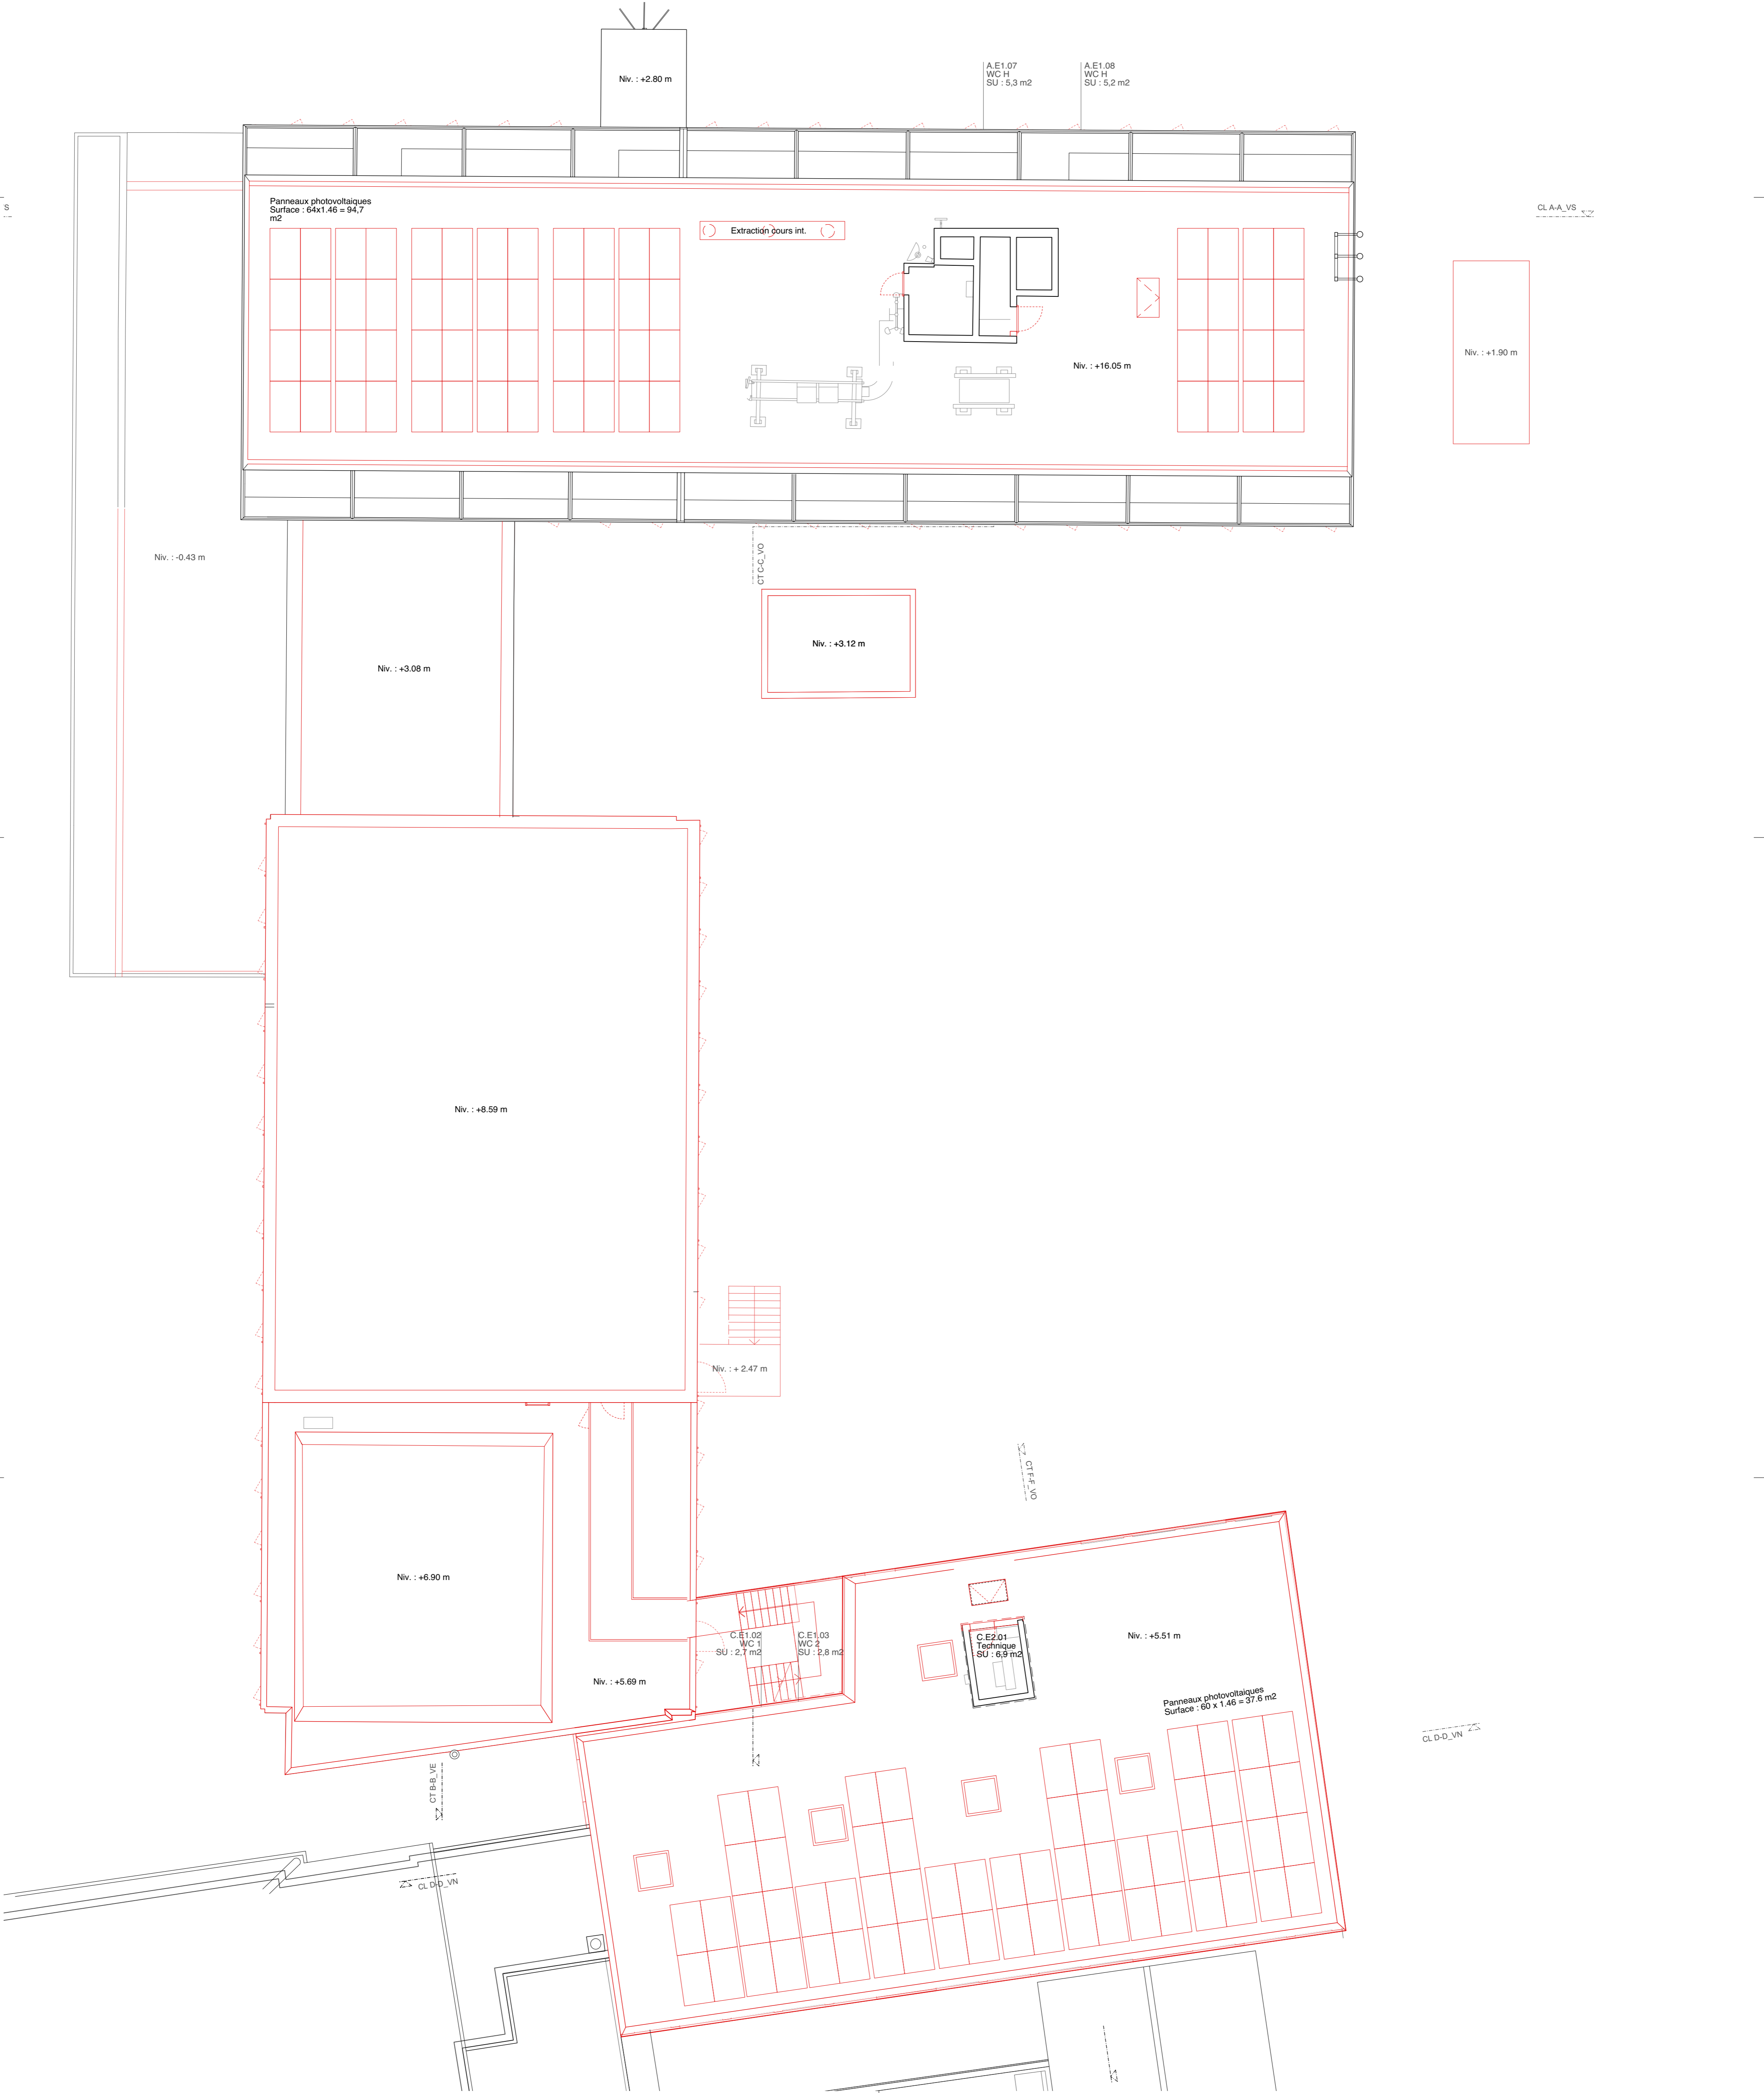 Niv. : +2.80 m
A.E1.07
WC H
SU : 5,3 m2
A.E1.08
WC H
SU : 5,2 m2
Panneaux photovoltaiques
Surface : 64x1.46 = 94,7
m2
Extraction cours int.
'S
CL A-A_VS
Niv. : +1.90 m
Niv. : +16.05 m
Niv. : -0.43 m
CT C-C_VO
Niv. : +3.12 m
Niv. : +3.08 m
Niv. : +8.59 m
Niv. : + 2.47 m
CT F-F_VO
Niv. : +6.90 m
C.E1.02
WC 1
SU : 2,7 m2
C.E1.03
WC 2
SU : 2,8 m2
C.E2.01
Technique
SU : 6,9 m2
Niv. : +5.51 m
Niv. : +5.69 m
Panneaux photovoltaiques
Surface : 60 x 1.46 = 37.6 m2
CL D-D_VN
CT B-B_VE
CL D-D_VN